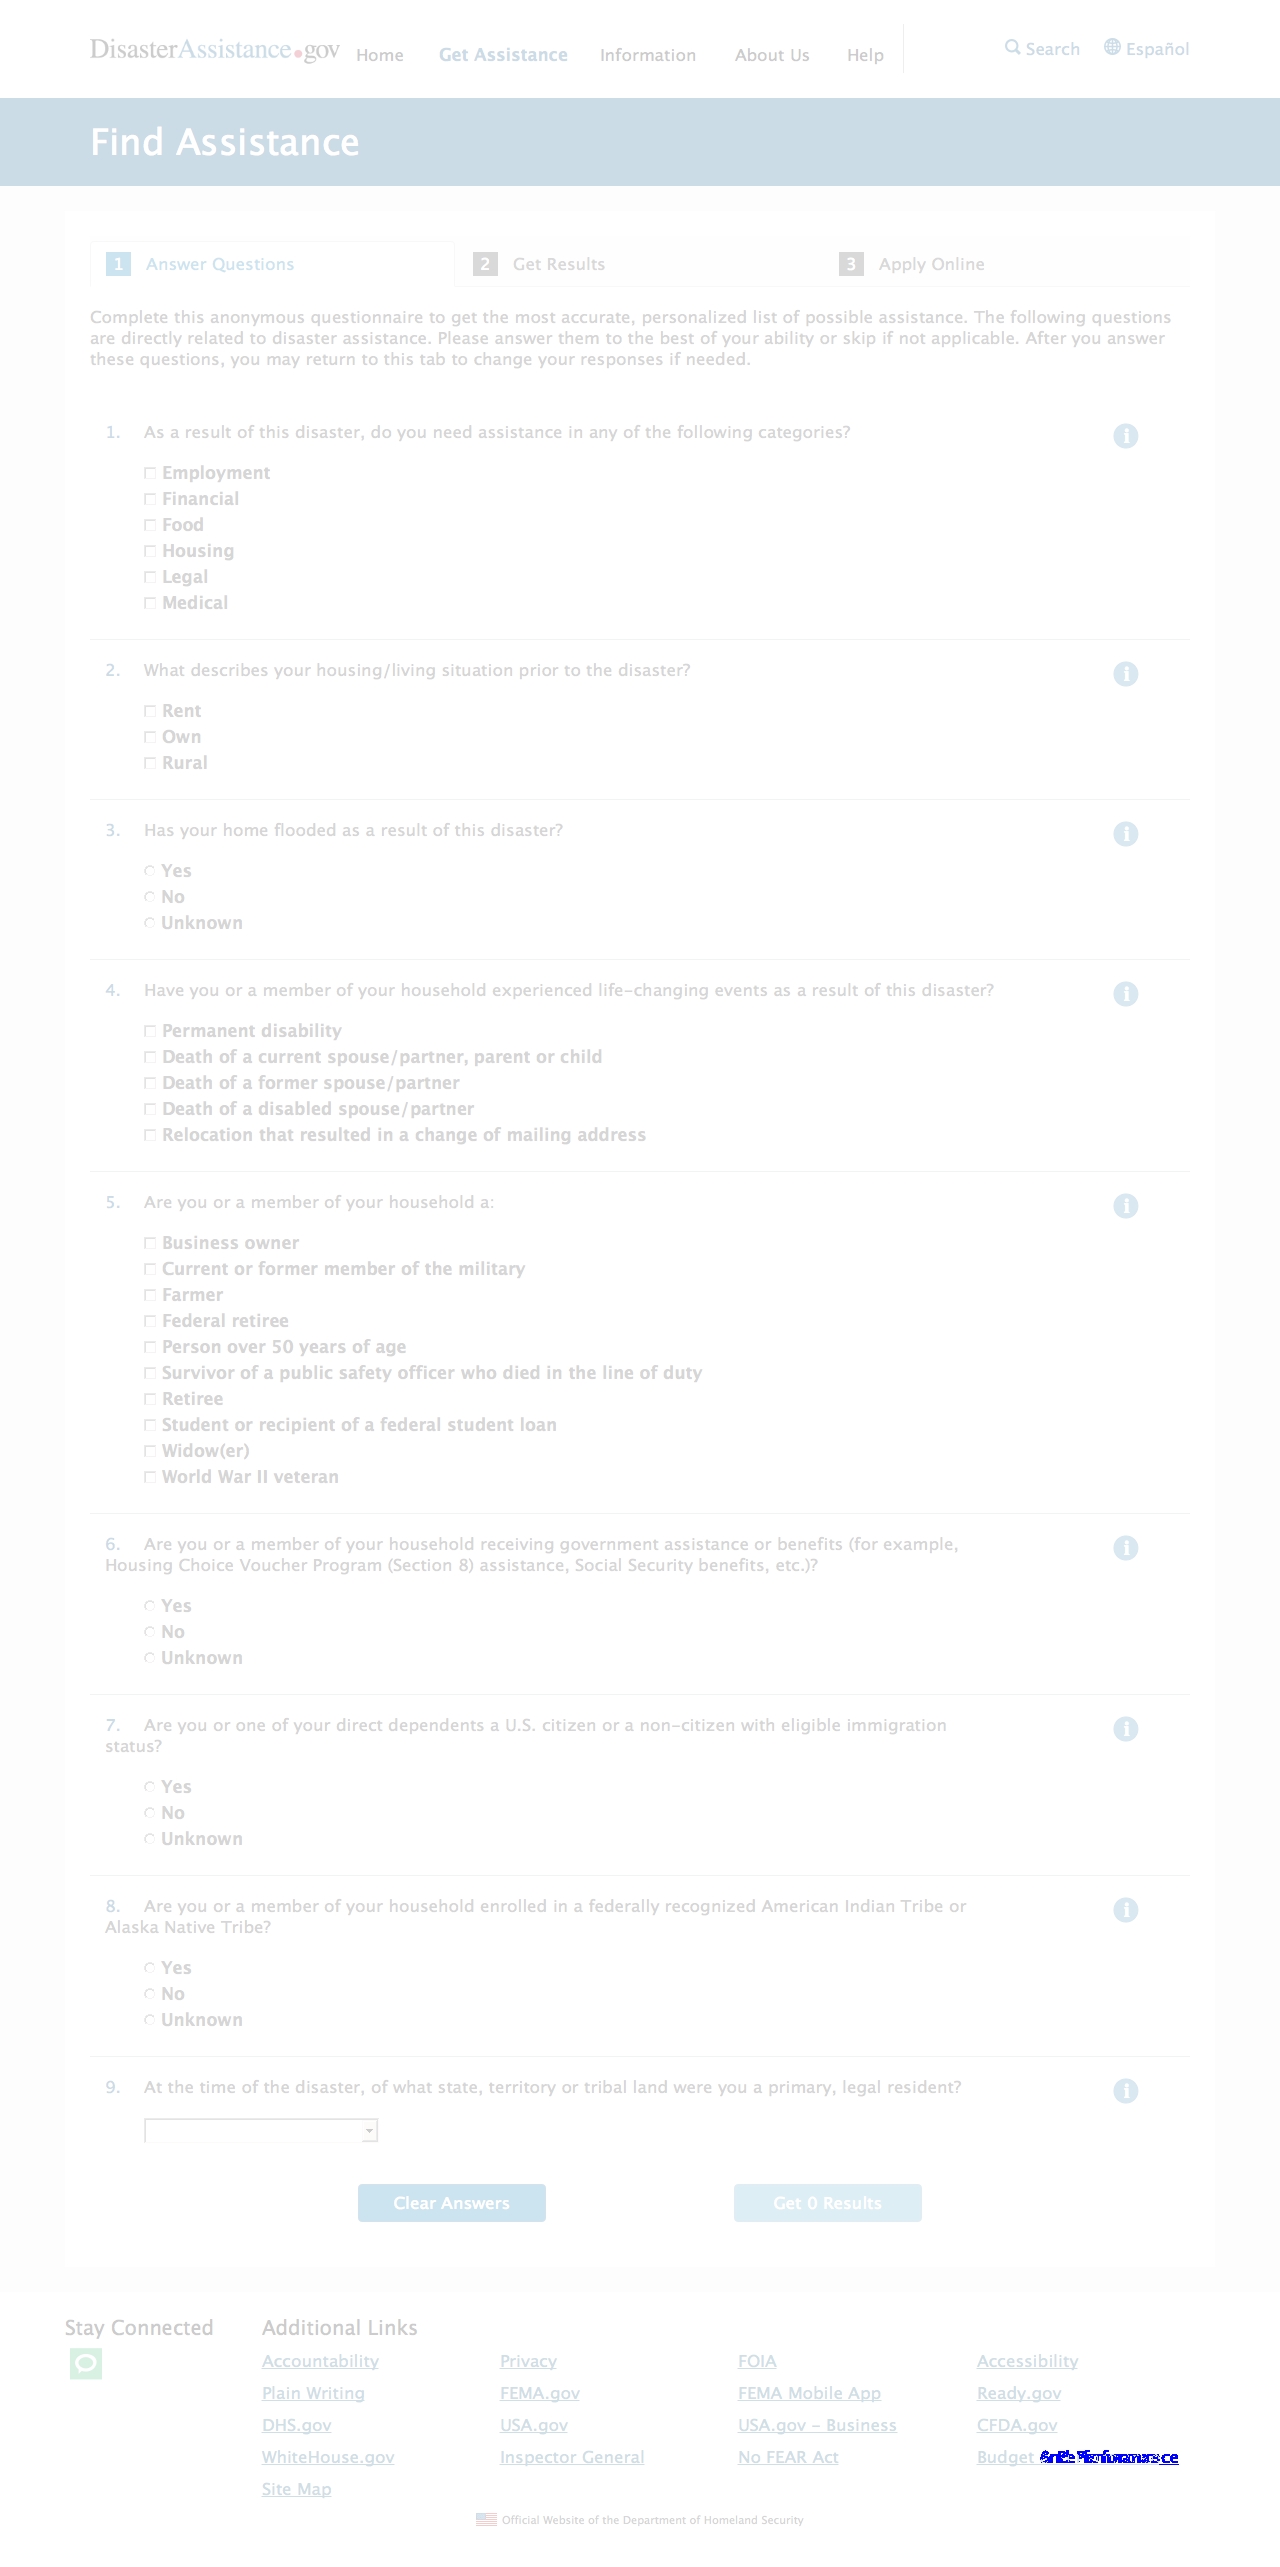 DisasterAssistance.gov Home Get Assistance Information About Us Help Search Español
Find Assistance
1 Answer Questions 2 Get Results 3 Apply Online
Complete this anonymous questionnaire to get the most accurate, personalized list of possible assistance. The following questions
are directly related to disaster assistance. Please answer them to the best of your ability or skip if not applicable. After you answer
these questions, you may return to this tab to change your responses if needed.
1. As a result of this disaster, do you need assistance in any of the following categories?
Employment
Financial
Food
Housing
Legal
Medical
2. What describes your housing/living situation prior to the disaster?
Rent
Own
Rural
3. Has your home flooded as a result of this disaster?
Yes
No
Unknown
4. Have you or a member of your household experienced life-changing events as a result of this disaster?
Permanent disability
Death of a current spouse/partner, parent or child
Death of a former spouse/partner
Death of a disabled spouse/partner
Relocation that resulted in a change of mailing address
5. Are you or a member of your household a:
Business owner
Current or former member of the military
Farmer
Federal retiree
Person over 50 years of age
Survivor of a public safety officer who died in the line of duty
Retiree
Student or recipient of a federal student loan
Widow(er)
World War II veteran
6. Are you or a member of your household receiving government assistance or benefits (for example,
Housing Choice Voucher Program (Section 8) assistance, Social Security benefits, etc.)?
Yes
No
Unknown
7. Are you or one of your direct dependents a U.S. citizen or a non-citizen with eligible immigration
status?
Yes
No
Unknown
8. Are you or a member of your household enrolled in a federally recognized American Indian Tribe or
Alaska Native Tribe?
Yes
No
Unknown
9. At the time of the disaster, of what state, territory or tribal land were you a primary, legal resident?
Clear Answers Get 0 Results
Stay Connected Additional Links
Accountability Privacy FOIA Accessibility
Plain Writing FEMA.gov FEMA Mobile App Ready.gov
DHS.gov USA.gov USA.gov - Business CFDA.gov
WhiteHouse.gov Inspector General No FEAR Act Budget
Site Map
Official Website of the Department of Homeland Security